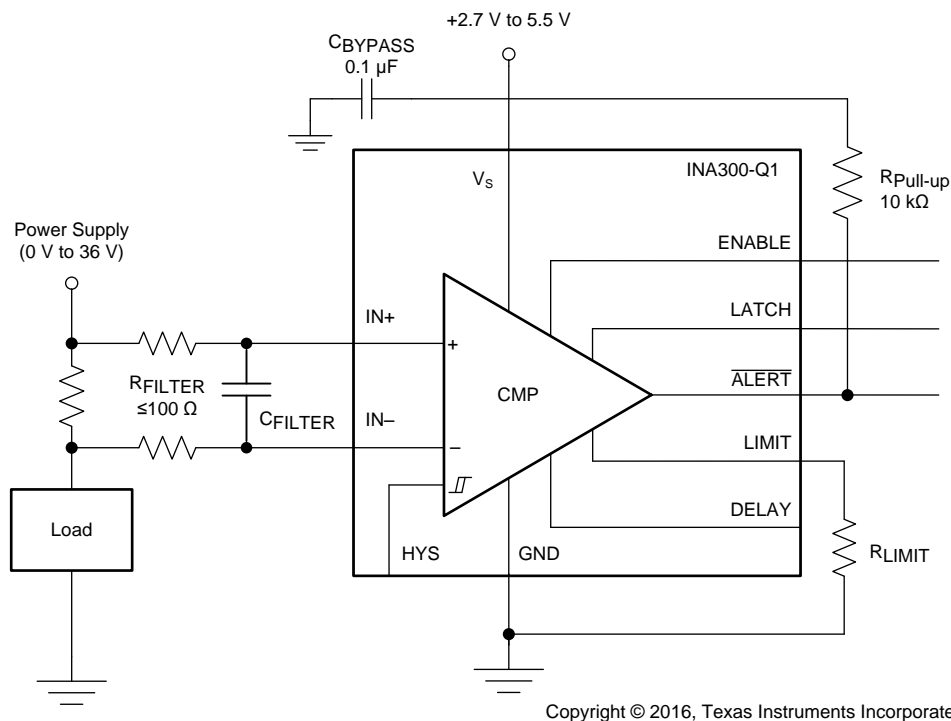 +2.7 V to 5.5 V
CBYPASS
0.1 µF
INA300-Q1
VS
RPull-up
10 kΩ
Power Supply
(0 V to 36 V)
ENABLE
LATCH
IN+
+
RFILTER
≤100 Ω
CFILTER
CMP
ALERT
IN–
–
LIMIT
Load
DELAY
HYS
GND
RLIMIT
Copyright © 2016, Texas Instruments Incorporate